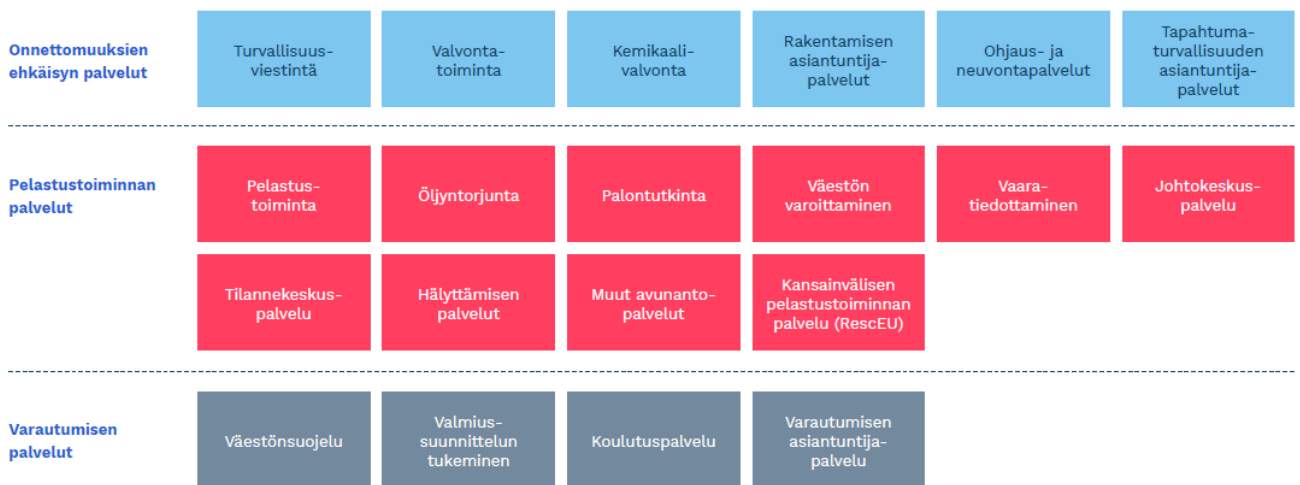 Onnettomuuksien
ehkäisyn palvelut
Turvallisuus-
viestintä
Valvonta-
toiminta
Kemikaali-
valvonta
Rakentamisen
asiantuntija-
palvelut
Ohjaus- ja
neuvontapalvelut
Tapahtuma-
turvallisuuden
asiantuntija-
palvelut
Pelastustoiminnan
palvelut
Pelastus-
toiminta
Öljyntorjunta
Palontutkinta
Väestön
varoittaminen
Vaara-
tiedottaminen
Johtokeskus-
palvelu
Tilannekeskus-
palvelu
Hälyttämisen
palvelut
Muut avunanto-
palvelut
Kansainvälisen
pelastustoiminnan
palvelu (RescEU)
Varautumisen
palvelut
Väestönsuojelu
Valmius-
suunnittelun
tukeminen
Koulutuspalvelu
Varautumisen
asiantuntija-
palvelu